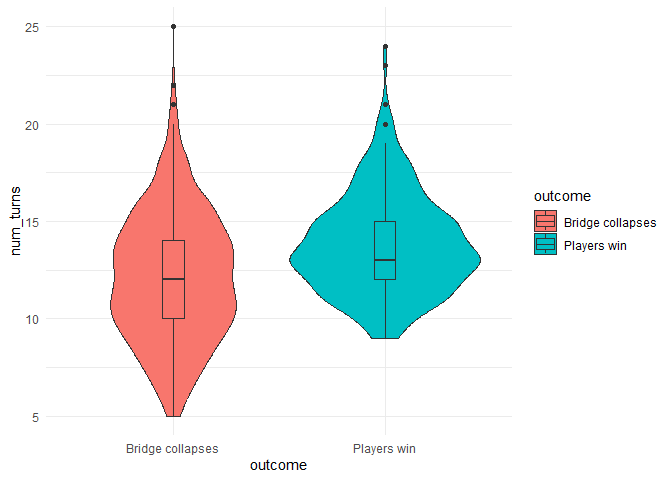 25
20
15
10
5
num_turns
Bridge collapses
Players win
outcome
outcome
Bridge collapses
Players win